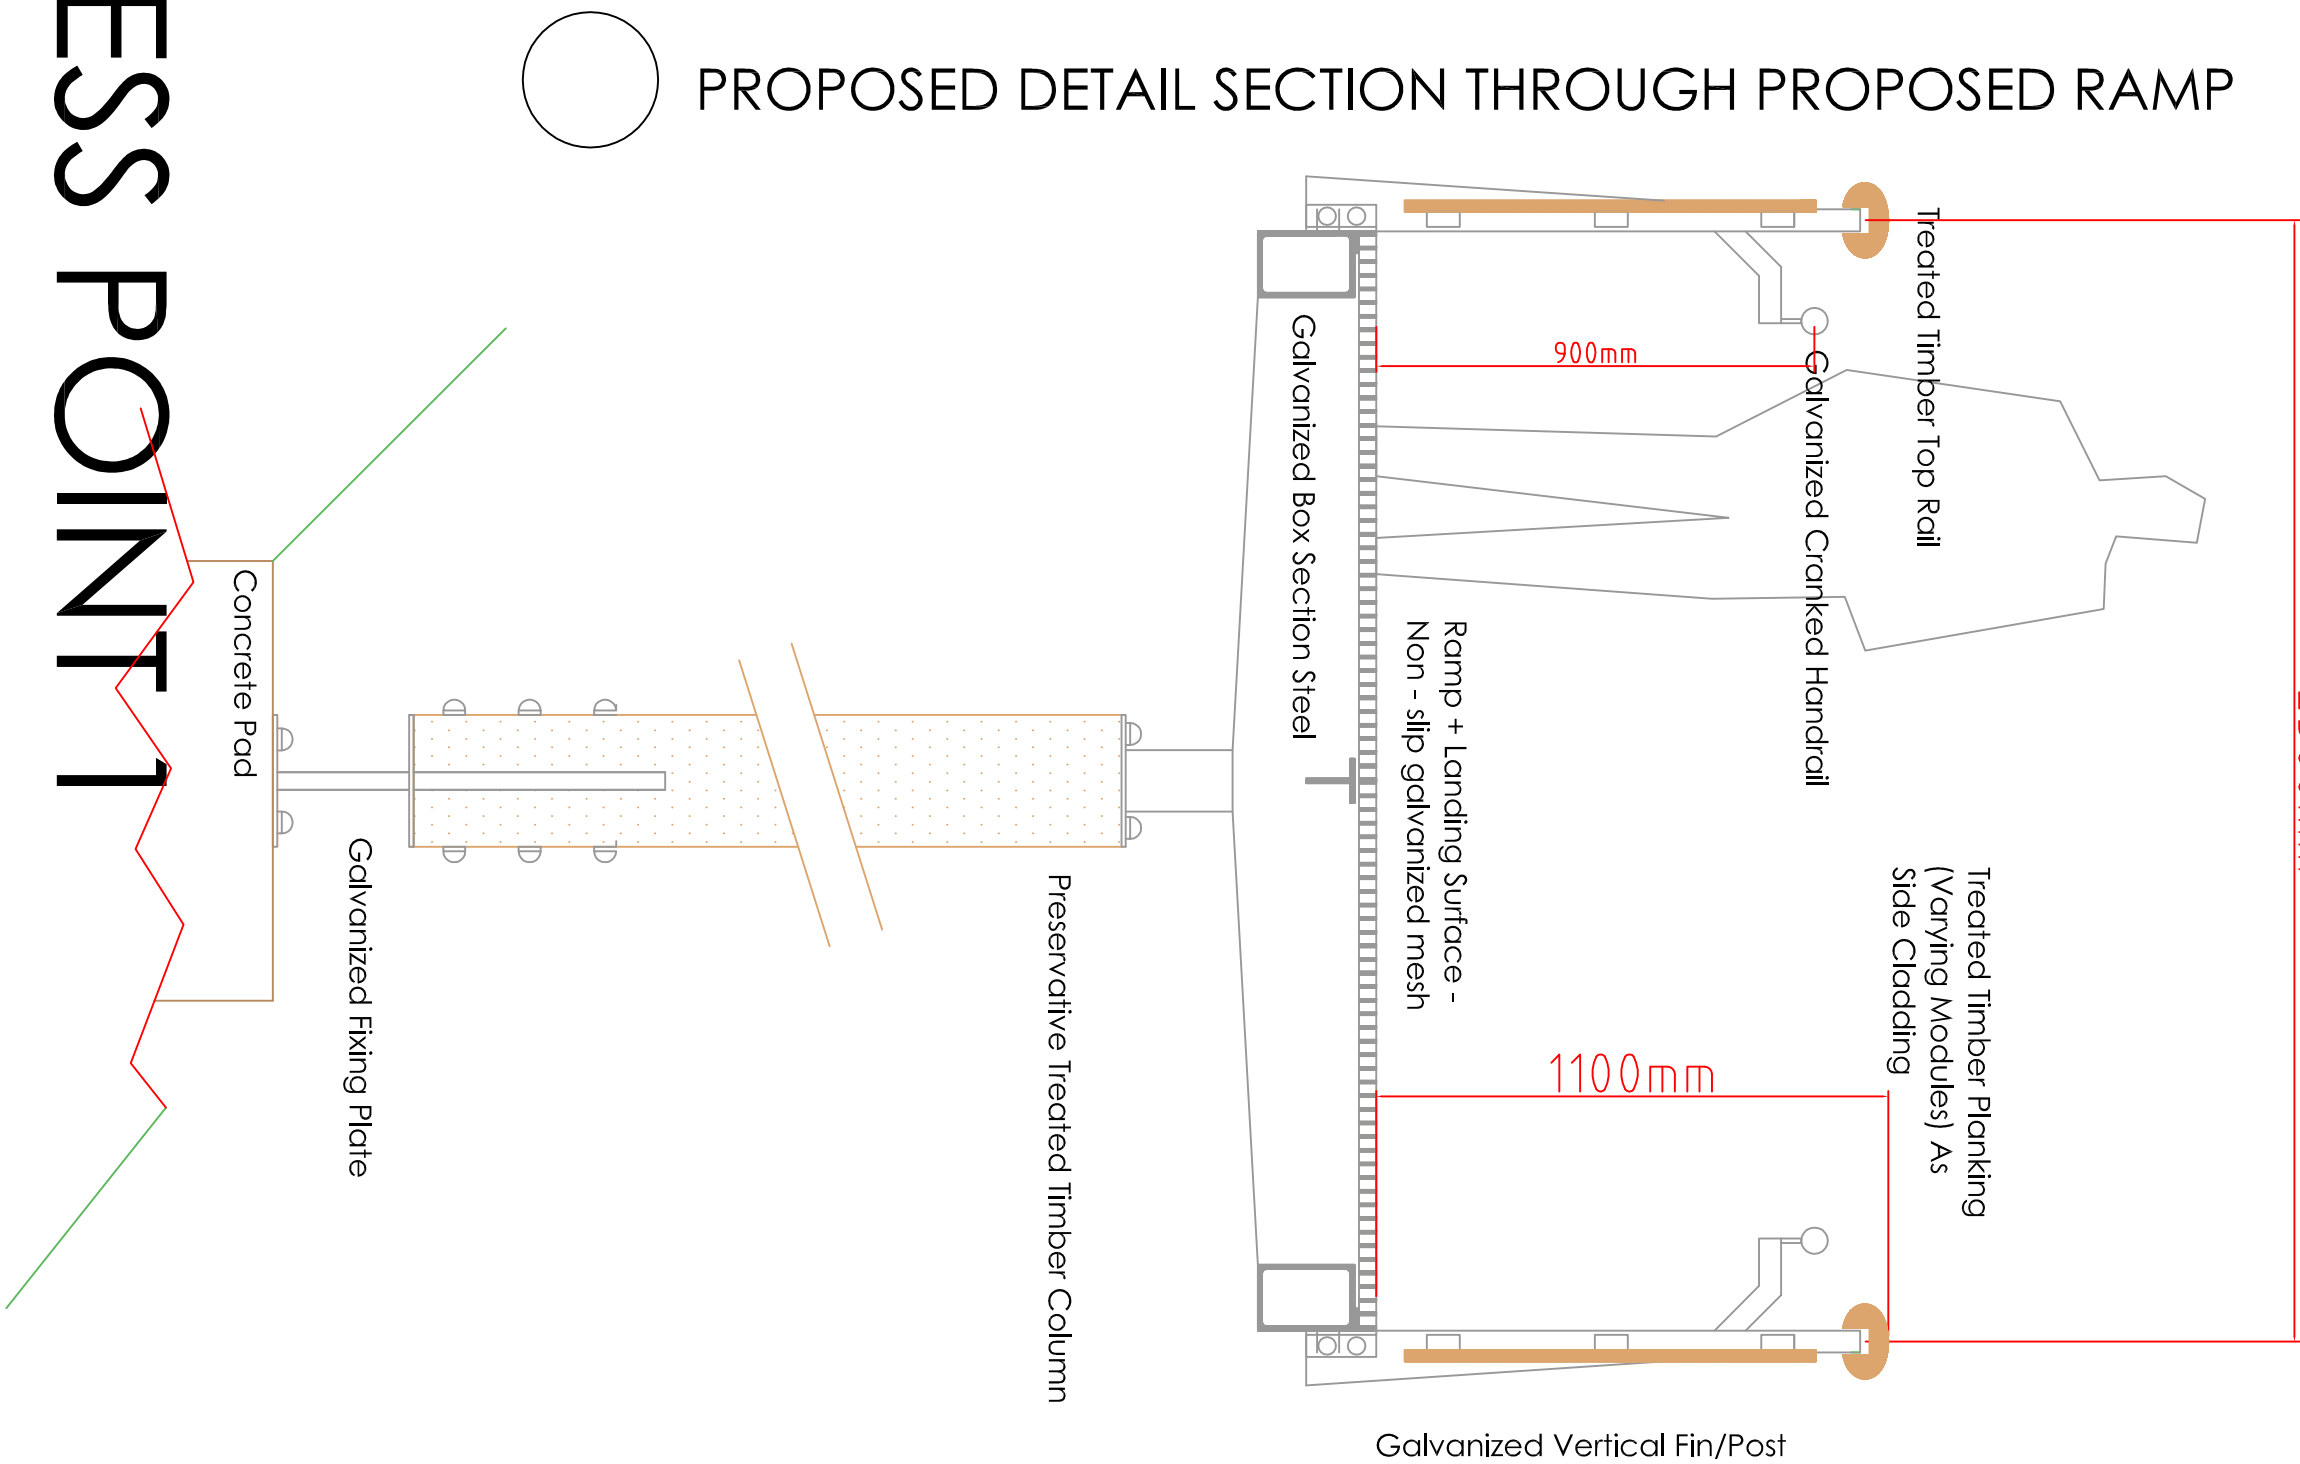 ESS POINT 1
PROPOSED DETAIL SECTION THROUGH PROPOSED RAMP
Treated Timber Top Rail
Galvanized Cranked Handrail
900mm
Galvanized Box Section Steel
Ramp + Landing Surface -
Non - slip galvanized mesh
Treated Timber Planking
(Varying Modules) As
Side Cladding
1100mm
Concrete Pad
Galvanized Fixing Plate
Preservative Treated Timber Column
Galvanized Vertical Fin/Post